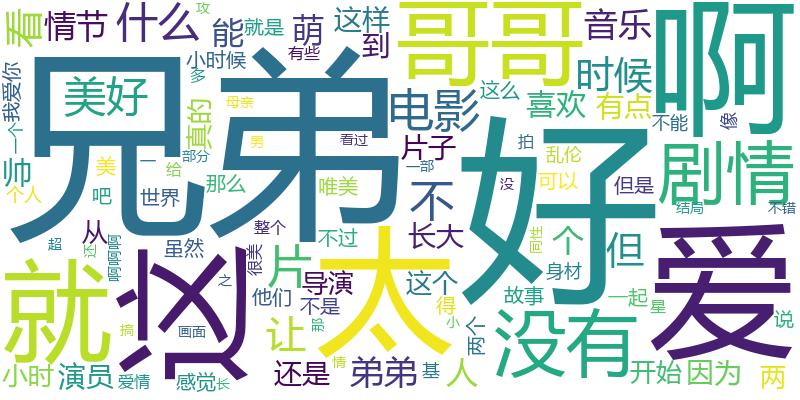 攻
看
情节
什么
能
就是
萌
这样
到
哥哥
音乐
啊
小时候
有些
我爱你
兄弟
多
美好
真的
母亲
电影
这么
喜欢
时候
有点
不能
像
一个
帅
美
一
部分
给
男
看过
片子
一部
没
拍
乱伦
好
剧情
个人
吧
世界
那么
唯美
不
可以
但是
结局
不错
超
从
还
啊啊啊
虽然
这
很美
整个
不过
太
长大
个
但
爱
同性
身材
就
之
片
他们
导演
不是
这个
得
故事
一起
星
说
搞
画面
让
那
小
两个
没有
小时
演员
爱情
感觉
长
还是
情
弟弟
基
人
开始
因为
两